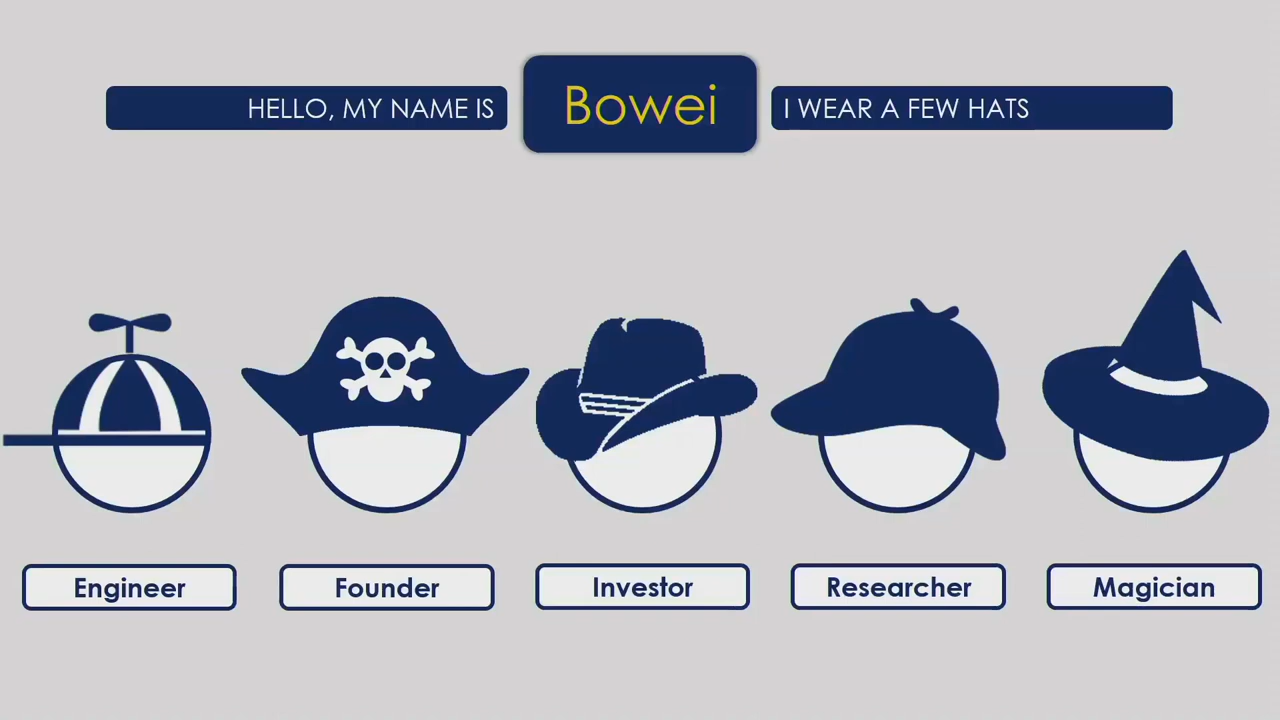 HELLO, MY NAME IS
Bowei
I WEAR A FEW HATS
Engineer
Founder
Investor
Researcher
Magician